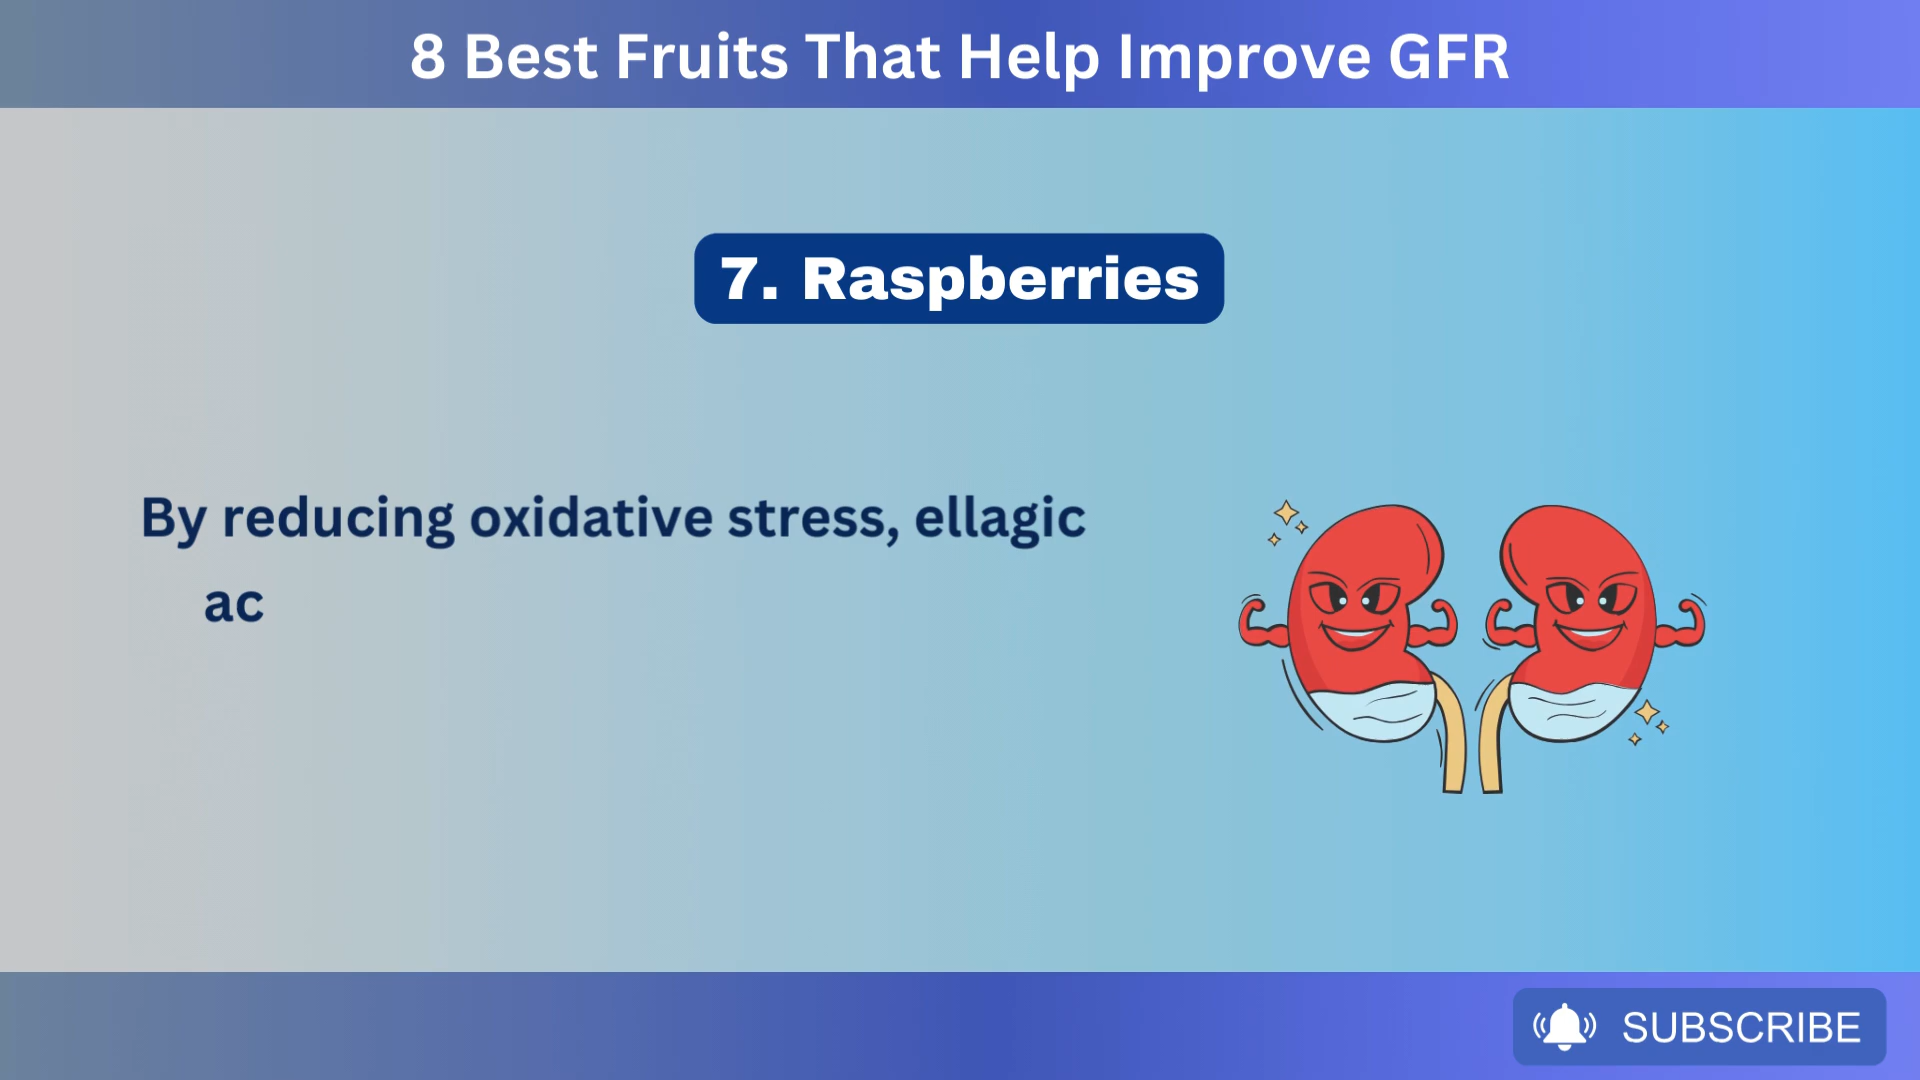 8 Best Fruits That Help Improve GFR
7. Raspberries
By reducing oxidative stress, ellagic
ac
SUBSCRIBE